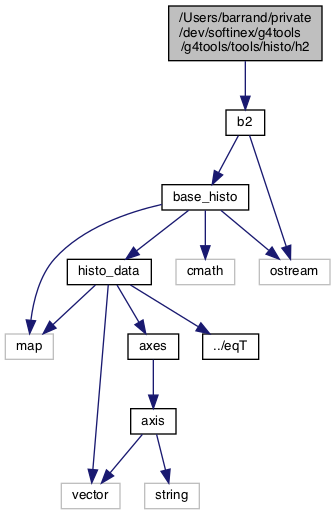 /Users/barrand/private
/dev/softinex/g4tools
/g4tools/tools/histo/h2
b2
base_histo
histo_data
cmath
ostream
map
axes
../eqT
axis
vector
string